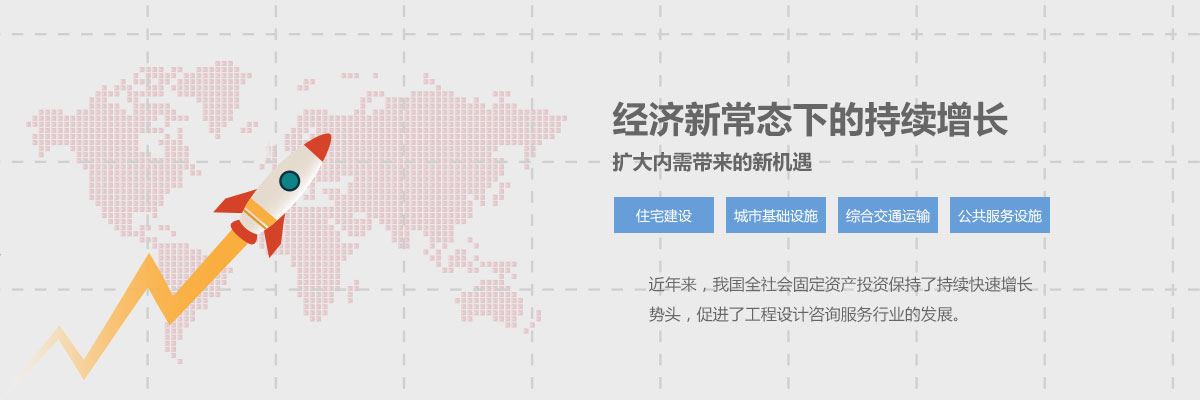 经济新常态下的持续增长
扩大内需带来的新机遇
住宅建设 城市基础设施 综合交通运输 公共服务设施
近年来，我国全社会固定资产投资保持了持续快速增长
势头，促进了工程设计咨询服务行业的发展。